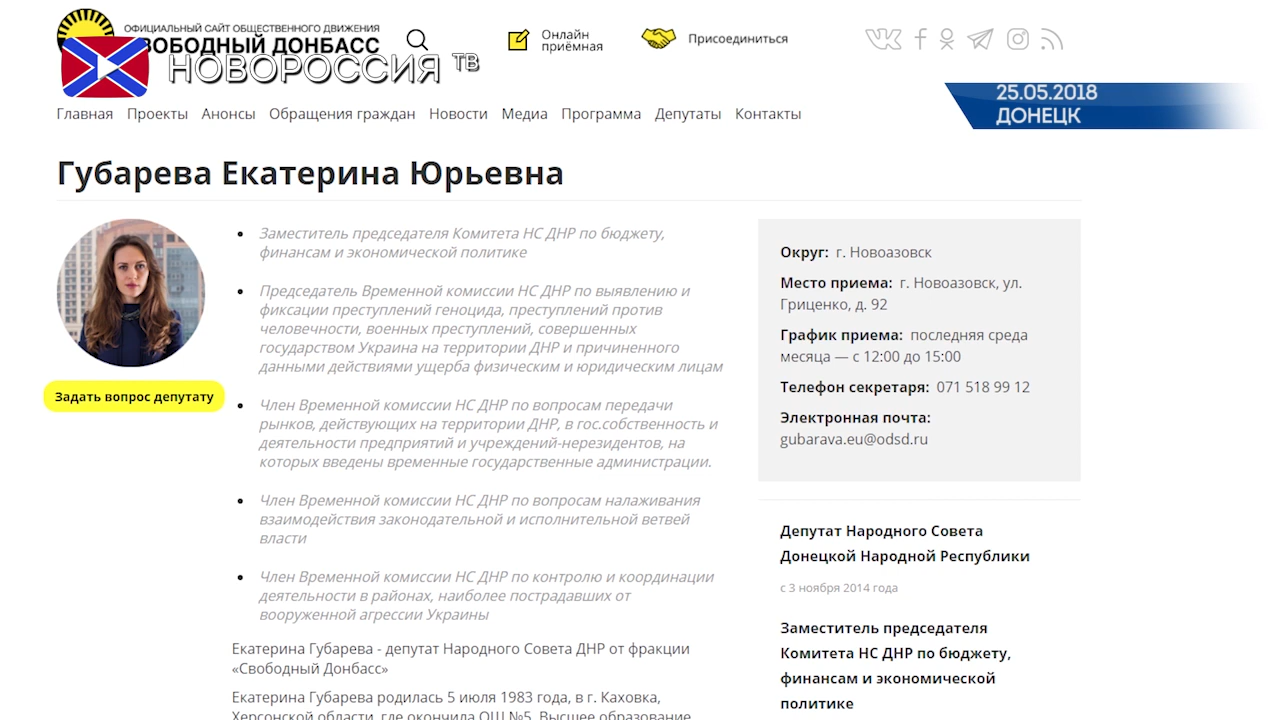 ОФИЦИАЛЬНЫЙ САЙТ ОБЩЕСТВЕННОГО ДВИЖЕНИЯ
ВОБОДНЫЙ ДОНБАСС
НОВОРОССИЯ ТВ
Онлайн
приёмная
Присоединиться
25.05.2018
ДОНЕЦК
Главная Проекты Анонсы Обращения граждан Новости Медиа Программа Депутаты Контакты
Губарева Екатерина Юрьевна
Задать вопрос депутату
Заместитель председателя Комитета НС ДНР по бюджету,
финансам и экономической политике
Председатель Временной комиссии НС ДНР по выявлению и
фиксации преступлений геноцида, преступлений против
человечности, военных преступлений, совершенных
государством Украина на территории ДНР и причиненного
данными действиями ущерба физическим и юридическим лицам
Член Временной комиссии НС ДНР по вопросам передачи
рынков, действующих на территории ДНР, в гос.собственность и
деятельности предприятий и учреждений-нерезидентов, на
которых введены временные государственные администрации.
Член Временной комиссии НС ДНР по вопросам налаживания
взаимодействия законодательной и исполнительной ветвей
власти
Член Временной комиссии НС ДНР по контролю и координации
деятельности в районах, наиболее пострадавших от
вооруженной агрессии Украины
Екатерина Губарева - депутат Народного Совета ДНР от фракции
«Свободный Донбасс»
Екатерина Губарева родилась 5 июля 1983 года, в г. Каховка,
Херсонской области, где окончила ОШ №5. Высшее образование
Округ: г. Новоазовск
Место приема: г. Новоазовск, ул.
Гриценко, д. 92
График приема: последняя среда
месяца — с 12:00 до 15:00
Телефон секретаря: 071 518 99 12
Электронная почта:
gubarava.eu@odsd.ru
Депутат Народного Совета
Донецкой Народной Республики
с 3 ноября 2014 года
Заместитель председателя
Комитета НС ДНР по бюджету,
финансам и экономической
политике